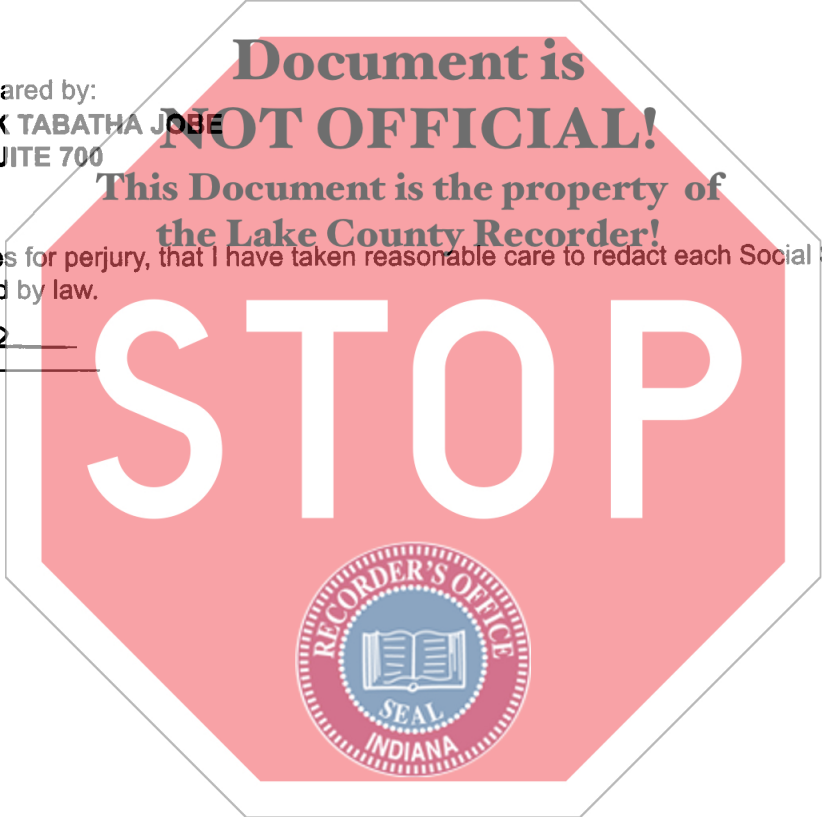 Document is
ared by:
K TABATHA JOBE
NOT OFFICIAL!
UITE 700
This Document is the property of
the Lake County Recorder!
es for perjury, that I have taken reasonable care to redact each Social
d by law.
STOP
RECORDER'S OFFICE
SEAL
INDIANA